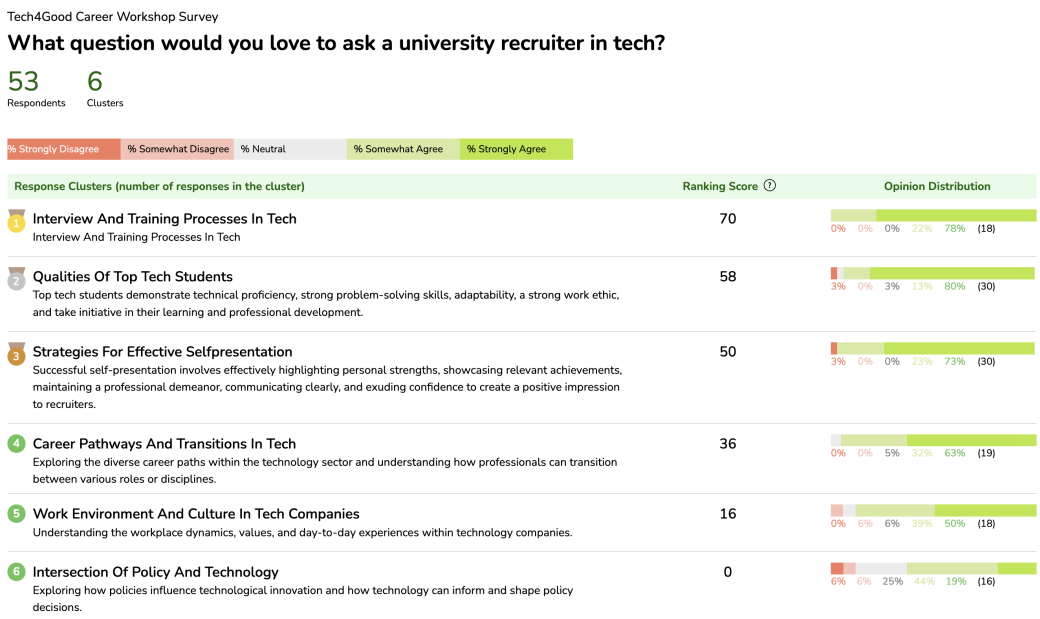 Tech4Good Career Workshop Survey
What question would you love to ask a university recruiter in tech?
53 6
Respondents Clusters
% Strongly Disagree % Somewhat Disagree % Neutral % Somewhat Agree % Strongly Agree
Response Clusters (number of responses in the cluster) Ranking Score ? Opinion Distribution
1 Interview And Training Processes In Tech 70
Interview And Training Processes In Tech 0% 0% 0% 22% 78% (18)
2 Qualities Of Top Tech Students 58
3% 0% 3% 13% 80% (30)
Top tech students demonstrate technical proficiency, strong problem-solving skills, adaptability, a strong work ethic,
and take initiative in their learning and professional development.
3 Strategies For Effective Selfpresentation 50
3% 0% 0% 23% 73% (30)
Successful self-presentation involves effectively highlighting personal strengths, showcasing relevant achievements,
maintaining a professional demeanor, communicating clearly, and exuding confidence to create a positive impression
to recruiters.
4 Career Pathways And Transitions In Tech 36
0% 0% 5% 32% 63% (19)
Exploring the diverse career paths within the technology sector and understanding how professionals can transition
between various roles or disciplines.
5 Work Environment And Culture In Tech Companies 16
0% 6% 6% 39% 50% (18)
Understanding the workplace dynamics, values, and day-to-day experiences within technology companies.
6 Intersection Of Policy And Technology 0
6% 6% 25% 44% 19% (16)
Exploring how policies influence technological innovation and how technology can inform and shape policy
decisions.